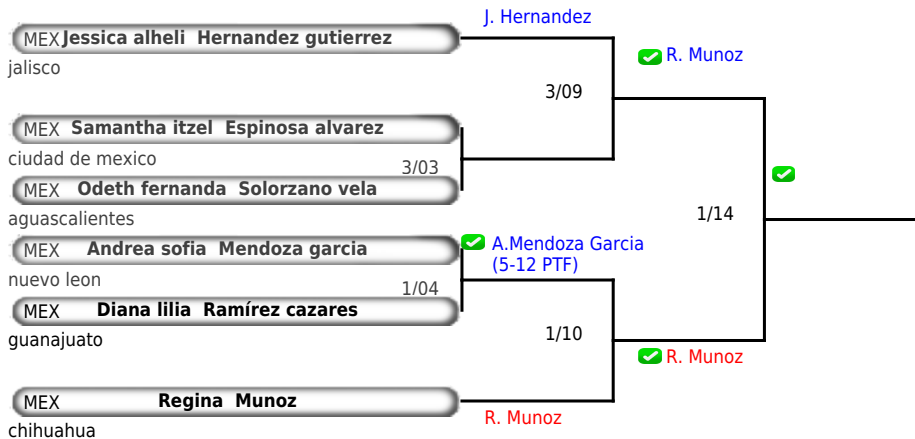 J. Hernandez
MEX Jessica alheli Hernandez gutierrez
R. Munoz
jalisco
3/09
MEX Samantha itzel Espinosa alvarez
ciudad de mexico
3/03
MEX Odeth fernanda Solorzano vela
aguascalientes
1/14
MEX Andrea sofia Mendoza garcia
A.Mendoza Garcia
(5-12 PTF)
nuevo leon
1/04
MEX Diana lilia Ramírez cazares
guanajuato
1/10
R. Munoz
MEX Regina Munoz
R. Munoz
chihuahua